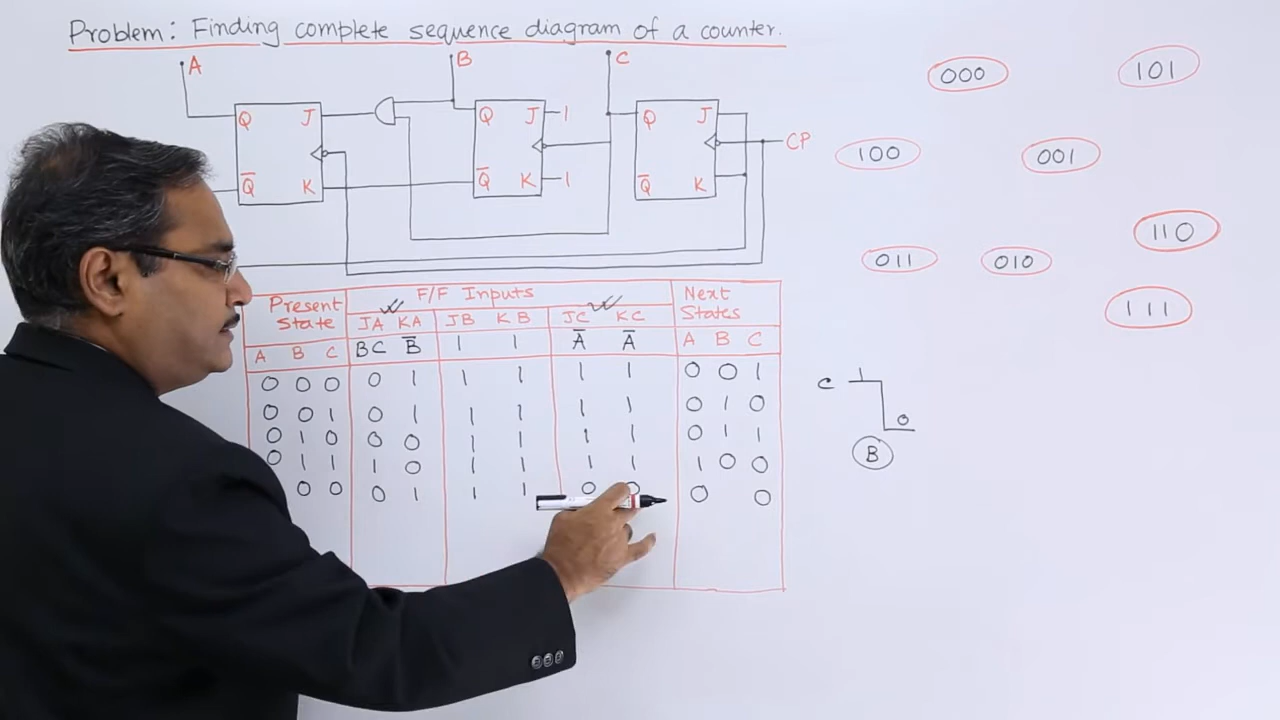 Problem: Finding complete sequence diagram of a counter.
A B C
Q J Q J 1 Q J
CP
Q̅ K Q̅ K 1 Q̅ K
000 101
100 001
110
011 010
111
Present State F/F Inputs Next States
JA KA JB KB JC KC
A B C BC B̅ 1 1 A̅ A̅ A B C
0 0 0 0 1 1 1 1 1 0 0 1
0 0 1 0 1 1 1 1 1 0 1 0
0 1 0 0 0 1 1 1 1 0 1 1
0 1 1 1 0 1 1 1 1 1 0 0
0 0 0 1 1 1 0 0 0 0
C 1 0
B